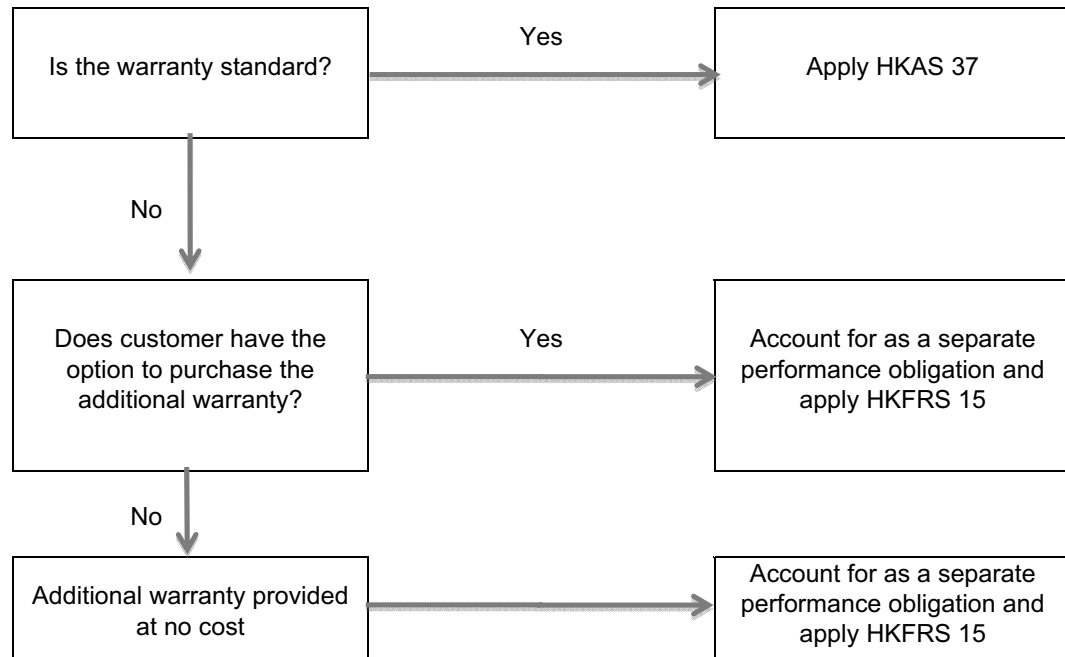 Is the warranty standard?
Yes
Apply HKAS 37
No
Does customer have the
option to purchase the
additional warranty?
Yes
Account for as a separate
performance obligation and
apply HKFRS 15
No
Additional warranty provided
at no cost
Account for as a separate
performance obligation and
apply HKFRS 15